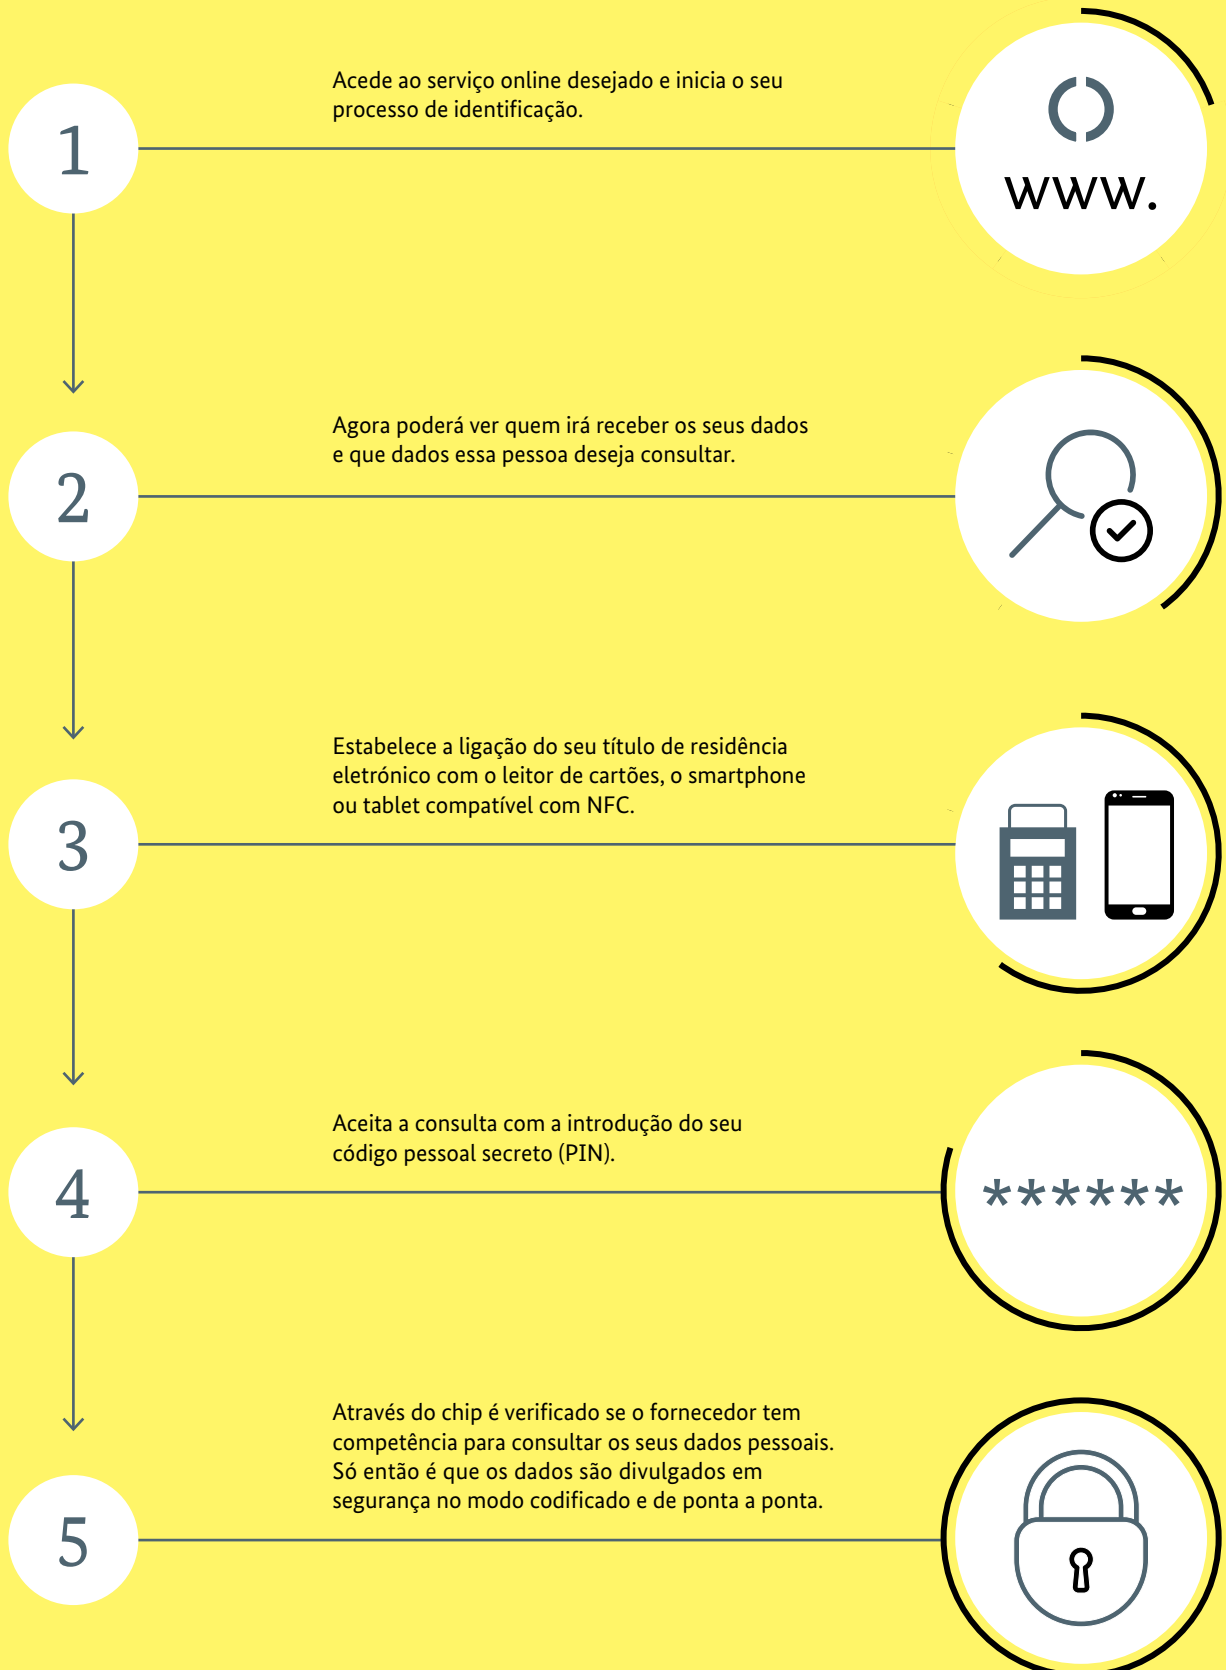 Acede ao serviço online desejado e inicia o seu
processo de identificação.
1
www.
Agora poderá ver quem irá receber os seus dados
e que dados essa pessoa deseja consultar.
2
Estabelece a ligação do seu título de residência
eletrónico com o leitor de cartões, o smartphone
ou tablet compatível com NFC.
3
Aceita a consulta com a introdução do seu
código pessoal secreto (PIN).
4
******
Através do chip é verificado se o fornecedor tem
competência para consultar os seus dados pessoais.
Só então é que os dados são divulgados em
segurança no modo codificado e de ponta a ponta.
5